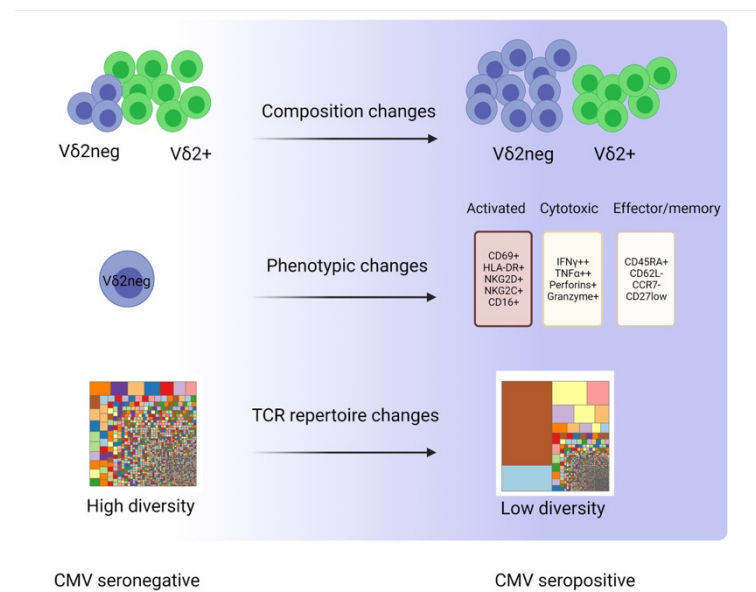 Composition changes
Vδ2neg
Vδ2+
Vδ2neg
Vδ2+
Activated
Cytotoxic
Effector/memory
Phenotypic changes
Vδ2neg
CD69+
HLA-DR+
NKG2D+
NKG2C+
CD16+
IFNγ++
TNFα++
Perforins+
Granzyme+
CD45RA+
CD62L-
CCR7-
CD27low
TCR repertoire changes
High diversity
Low diversity
CMV seronegative
CMV seropositive